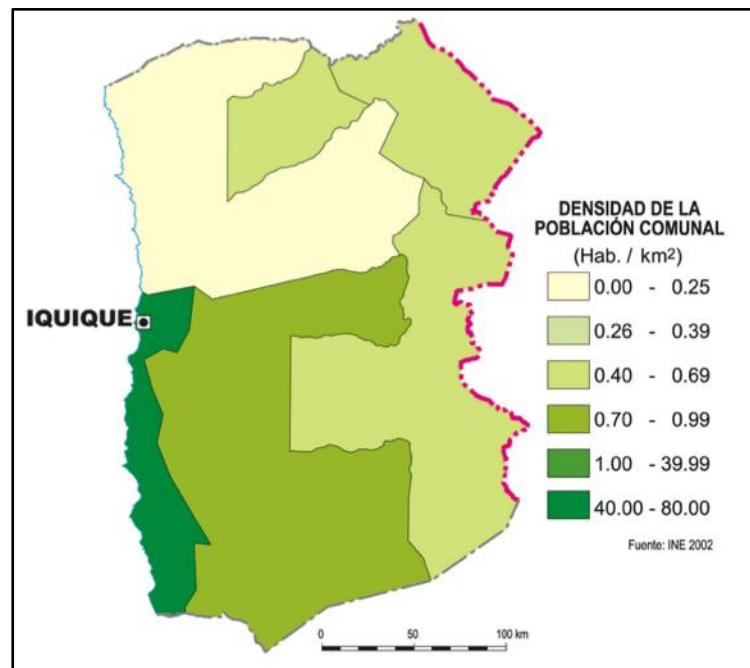 IQUIQUE
DENSIDAD DE LA
POBLACIÓN COMUNAL
(Hab. / km²)
0.00 - 0.25
0.26 - 0.39
0.40 - 0.69
0.70 - 0.99
1.00 - 39.99
40.00 - 80.00
Fuente: INE 2002
0 50 100 km